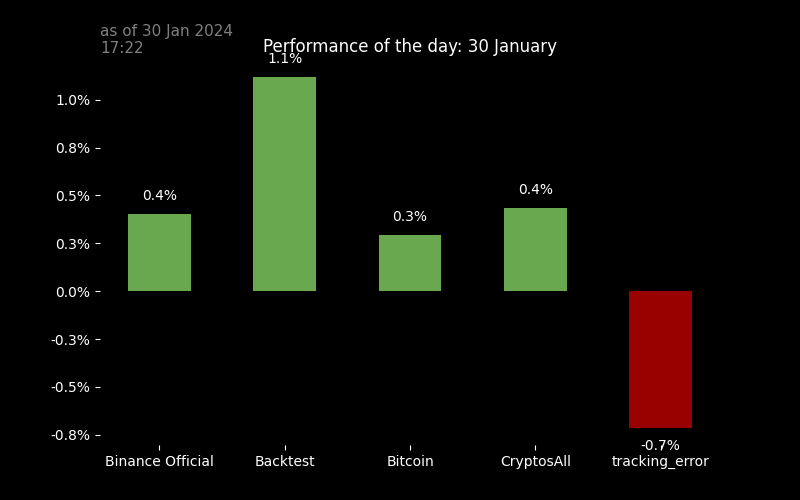 as of 30 Jan 2024
17:22
Performance of the day: 30 January
1.1%
1.0%
0.8%
0.5%
0.3%
0.0%
-0.3%
-0.5%
-0.8%
0.4%
0.3%
0.4%
-0.7%
Binance Official
Backtest
Bitcoin
CryptosAll
tracking_error